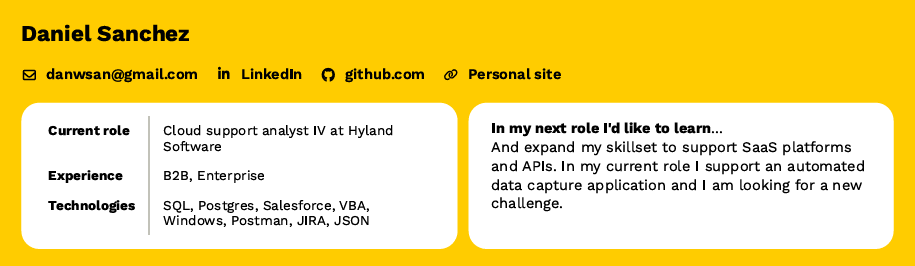 Daniel Sanchez
danwsan@gmail.com LinkedIn github.com Personal site
Current role Cloud support analyst IV at Hyland
Software
Experience B2B, Enterprise
Technologies SQL, Postgres, Salesforce, VBA,
Windows, Postman, JIRA, JSON
In my next role I'd like to learn...
And expand my skillset to support SaaS platforms
and APIs. In my current role I support an automated
data capture application and I am looking for a new
challenge.